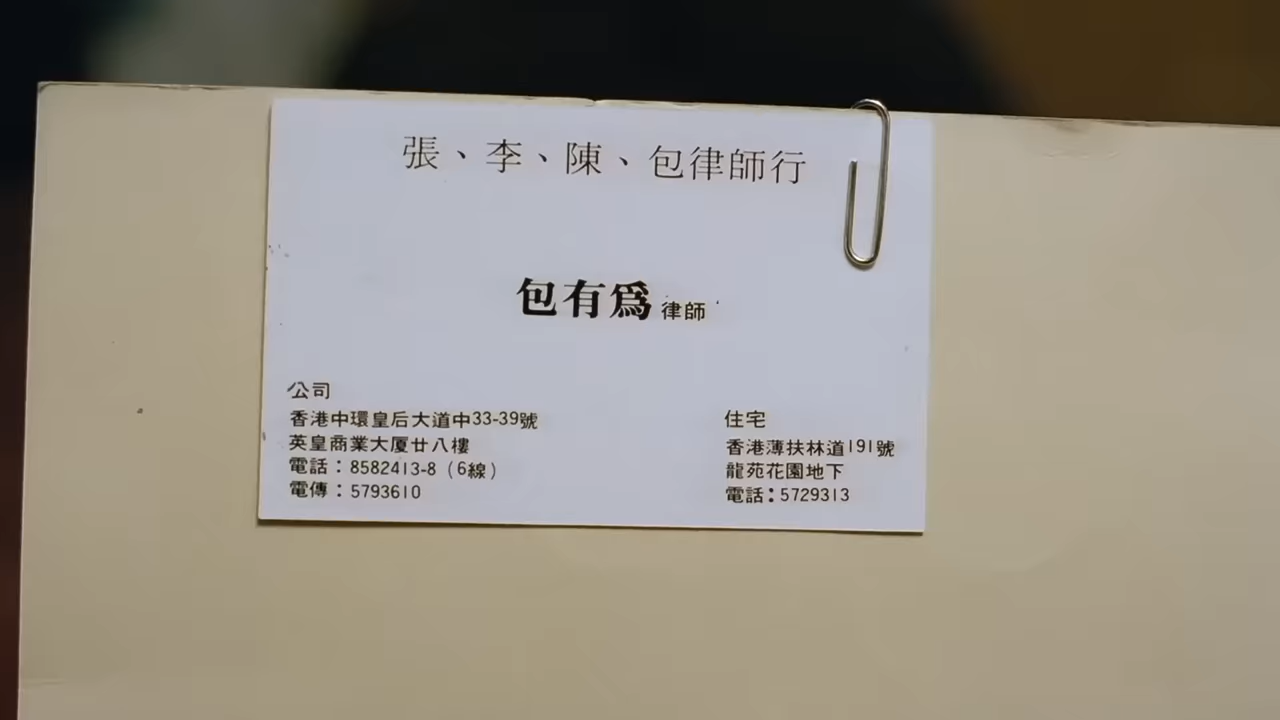 張、李、陳、包律師行
包有爲 律師
公司
香港中環皇后大道中33-39號
英皇商業大厦廿八樓
電話：8582413-8（6線）
電傳：5793610
住宅
香港薄扶林道191號
龍苑花園地下
電話：5729313